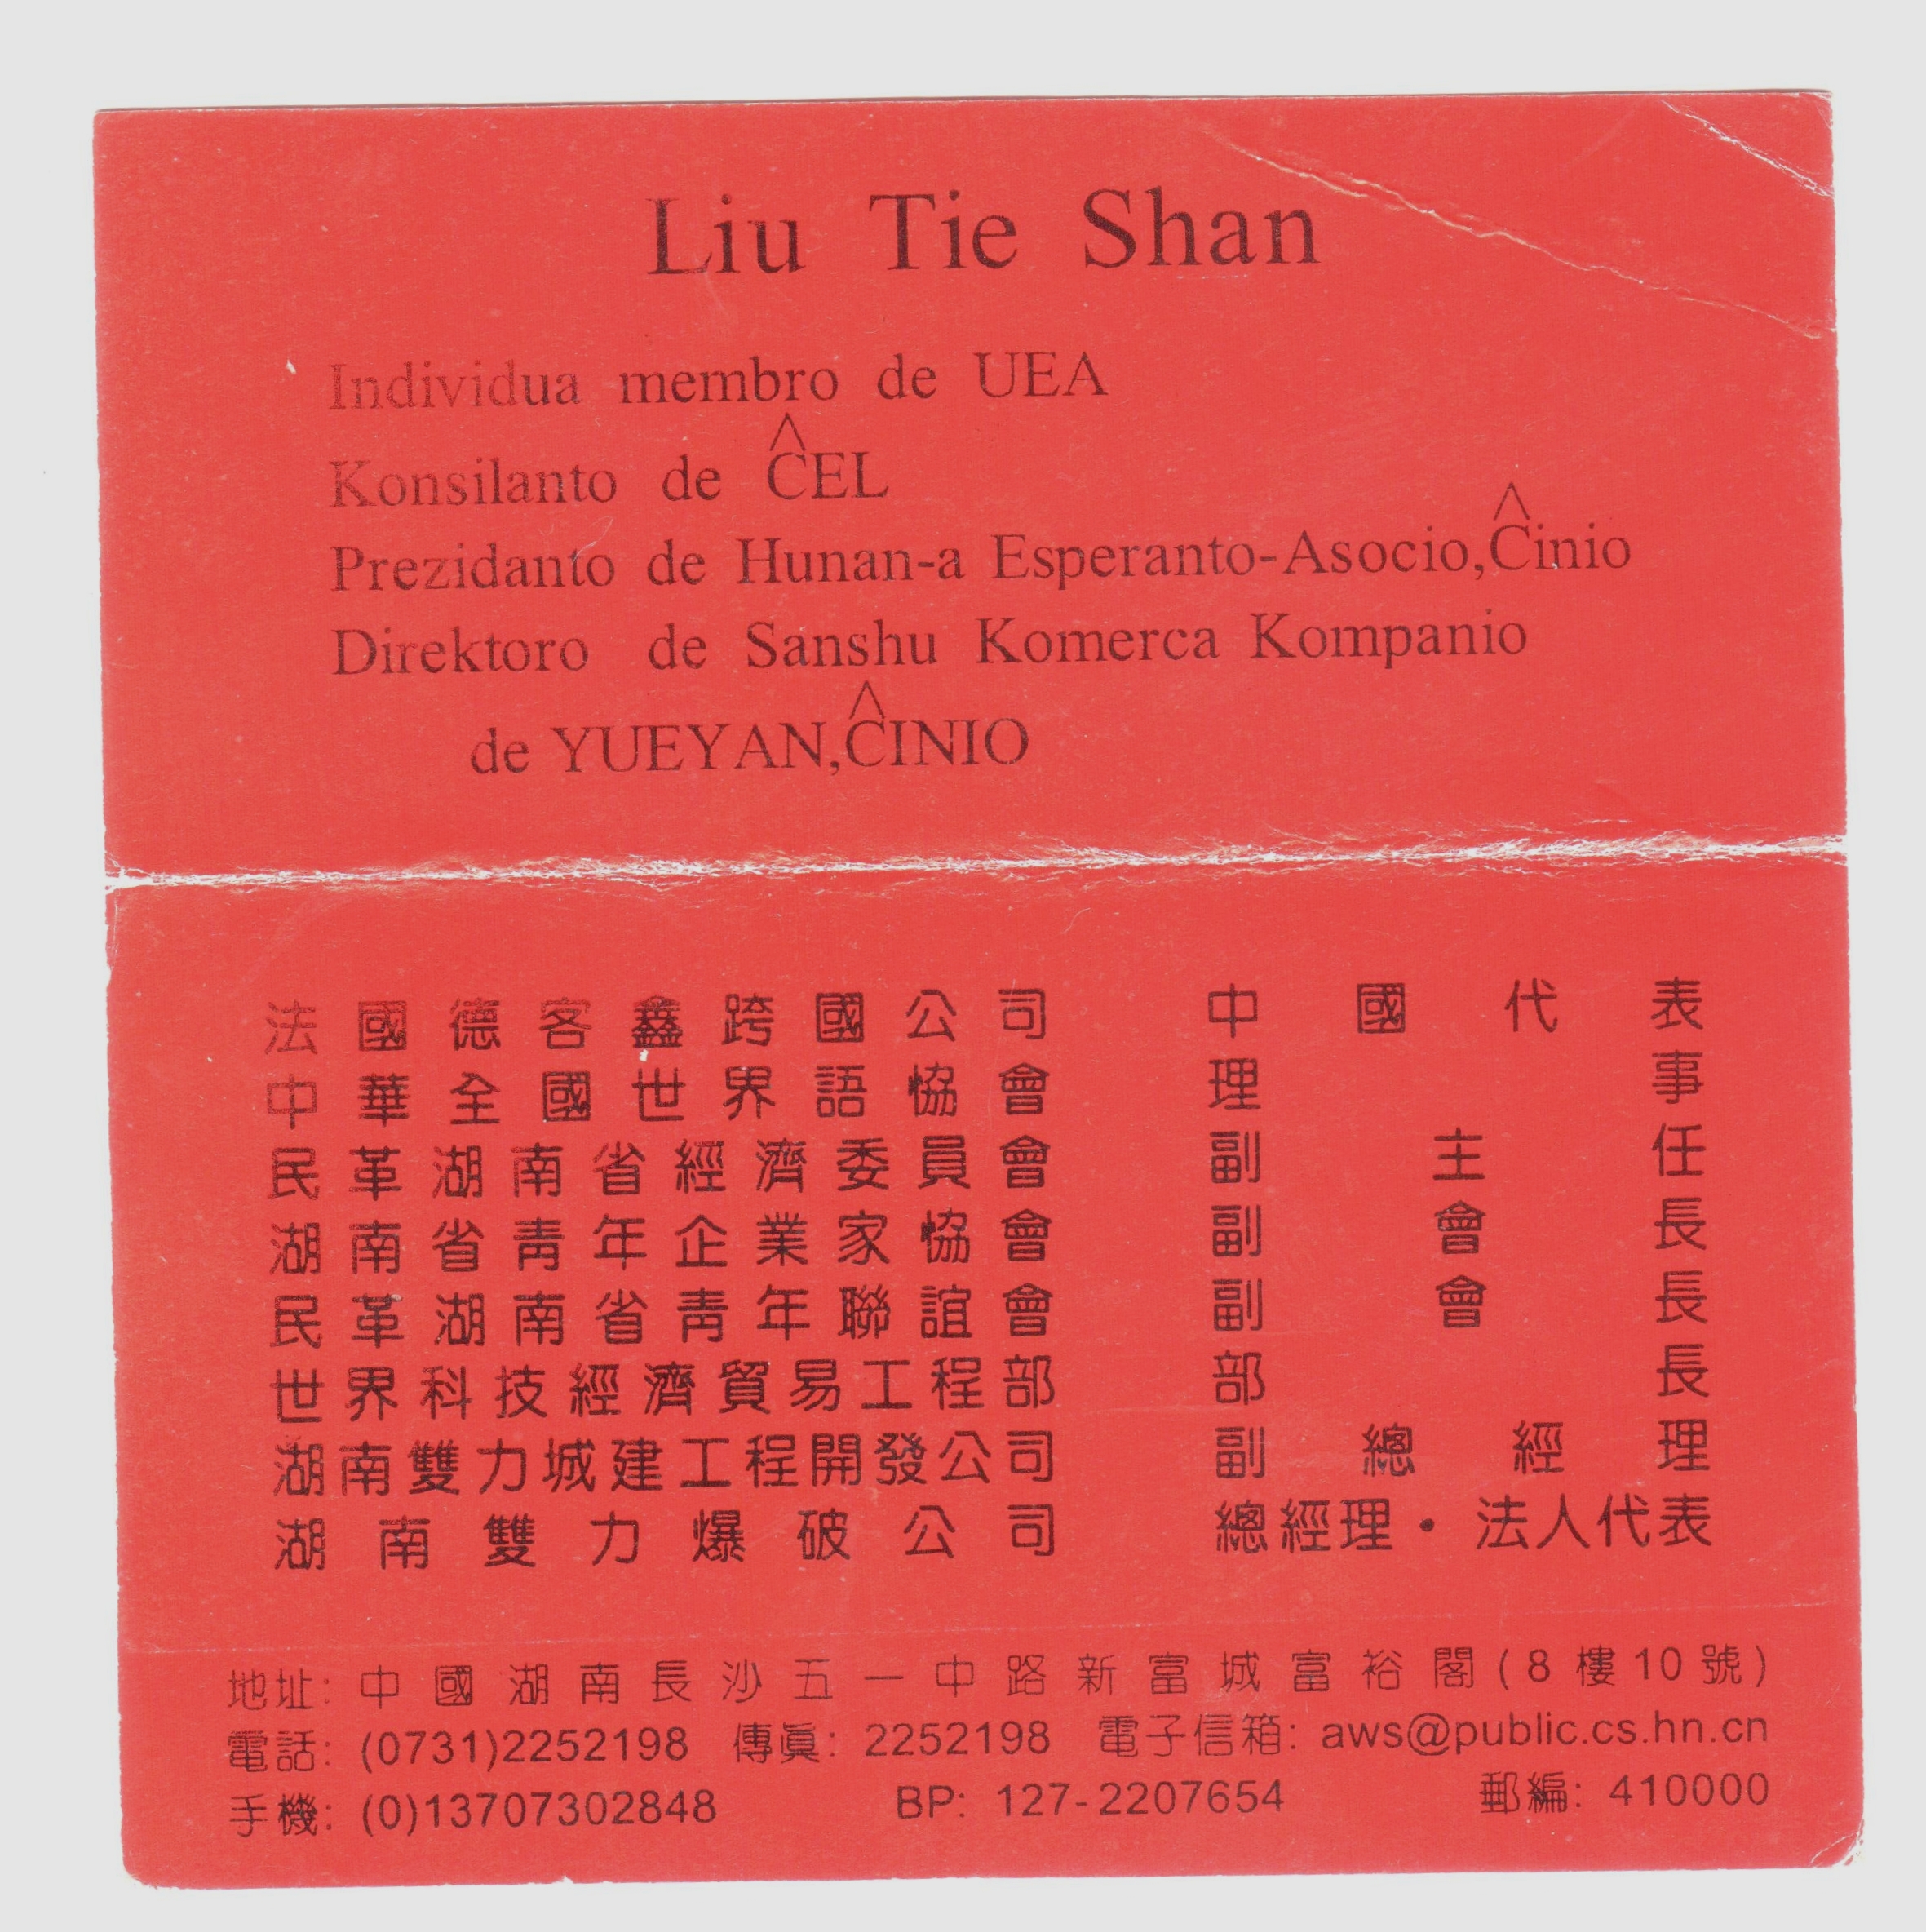 Liu Tie Shan
Individua membro de UEA
Konsilanto de ĈEL
Prezidanto de Hunan-a Esperanto-Asocio,Ĉinio
Direktoro de Sanshu Komerca Kompanio
de YUEYAN,ĈINIO
法國德客鑫跨國公司 中國代表
中華全國世界語協會 理事
民革湖南省經濟委員會 副主任
湖南省青年企業家協會 副會長
民革湖南省青年聯誼會 副會長
世界科技經濟貿易工程部 部長
湖南雙力城建工程開發公司 副總經理
湖南雙力爆破公司 總經理·法人代表
地址: 中國湖南長沙五一中路新富城富裕閣(8樓10號)
電話: (0731)2252198 傳眞: 2252198 電子信箱: aws@public.cs.hn.cn
手機: (0)13707302848 BP: 127-2207654 郵編: 410000